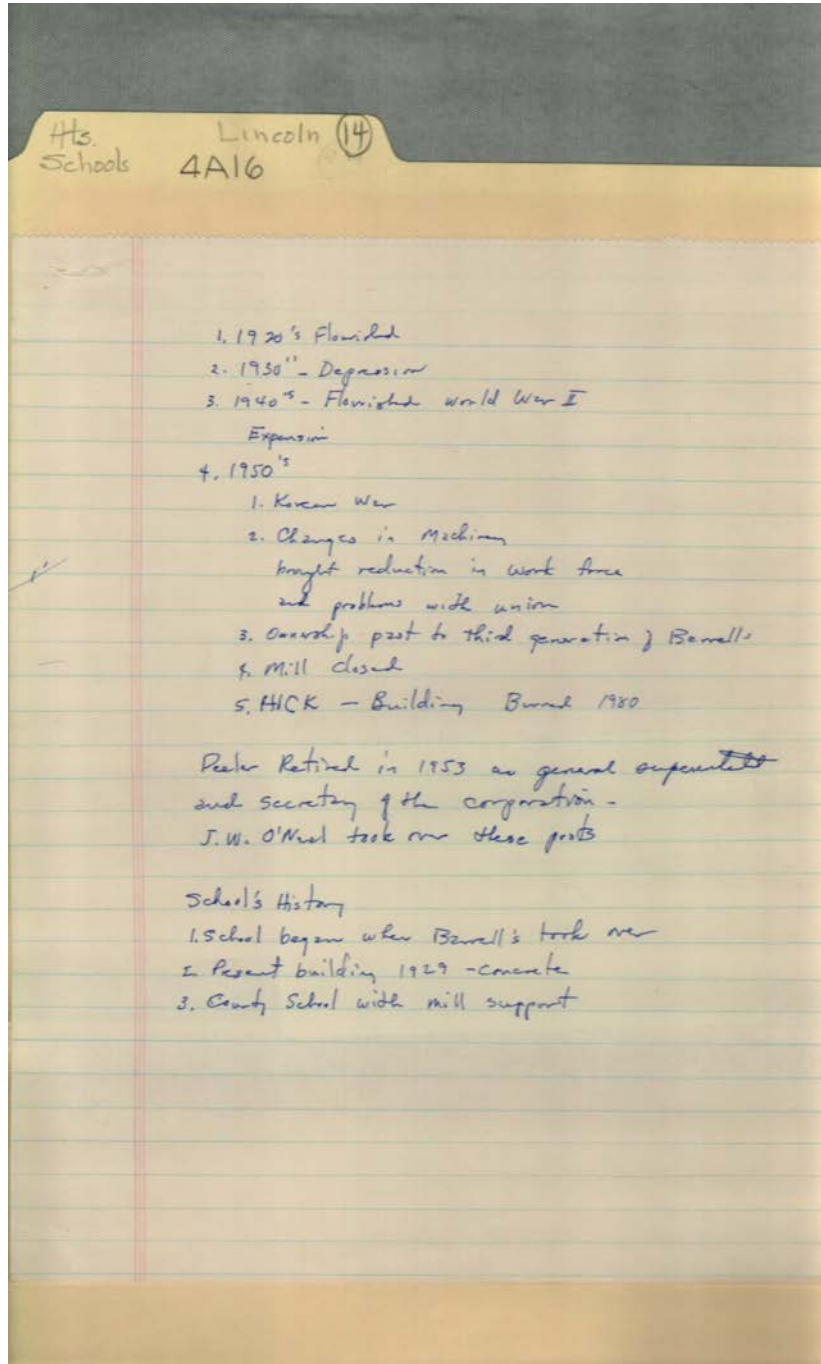 Hts. Lincoln 14
Schools 4A16
1. 1920's Flourished
2. 1930's - Depression
3. 1940's - Flourished World War II
Expansion
4. 1950's
1. Korean War
2. Changes in Machinery
brought reduction in work force
and problems with union
3. Ownership past to third generation of Barrell's
4. Mill closed
5. HICK - Building Burned 1980
Retired in 1953 as general
and secretary of the corporation -
J.W. O'Neal took over these posts
School's History
1. School began when Barrell's took over
2. Present building 1929 - concrete
3. County School with mill support